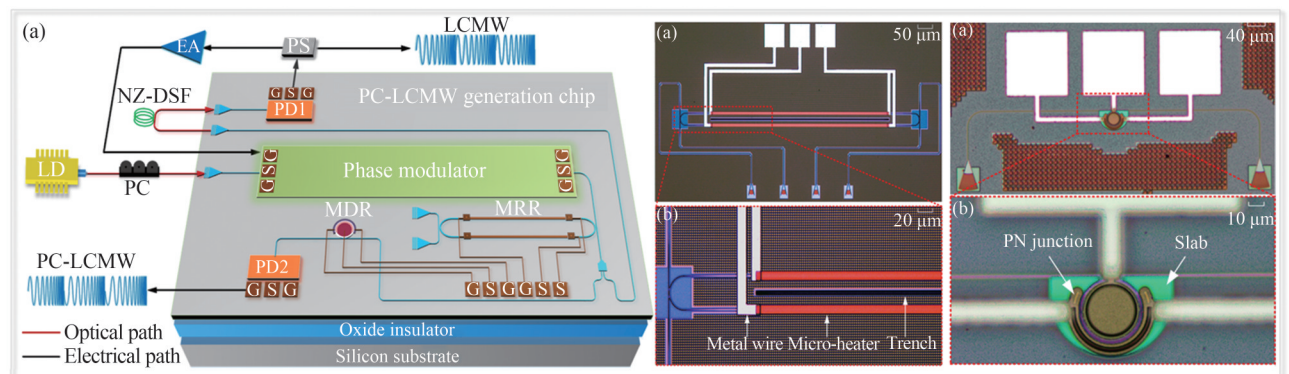 (a)
LCMW
EA
PS
NZ-DSF
G S G
PD1
PC-LCMW generation chip
LD
PC
G S G
Phase modulator
G S G
MDR
MRR
PC-LCMW
PD2
G S G
G S G G S S
Optical path
Electrical path
Oxide insulator
Silicon substrate
(a)
50 μm
(b)
20 μm
Metal wire Micro-heater Trench
(a)
40 μm
(b)
10 μm
PN junction
Slab